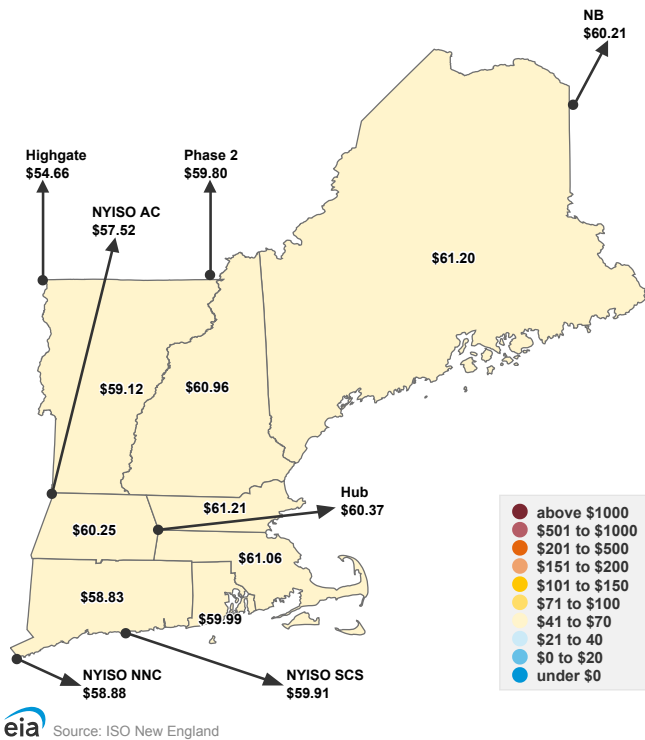 NB
$60.21
Highgate
$54.66
Phase 2
$59.80
NYISO AC
$57.52
$61.20
$59.12
$60.96
Hub
$60.37
$61.21
$60.25
$61.06
$58.83
$59.99
NYISO NNC
$58.88
NYISO SCS
$59.91
above $1000
$501 to $1000
$201 to $500
$151 to $200
$101 to $150
$71 to $100
$41 to $70
$21 to 40
$0 to $20
under $0
eia Source: ISO New England